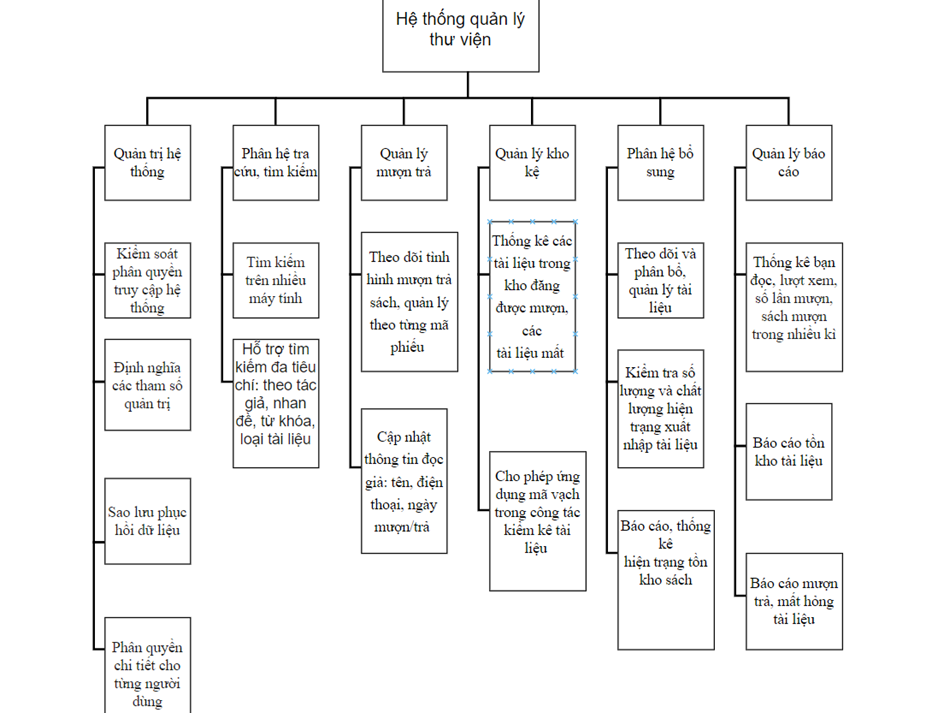 Hệ thống quản lý
thư viện
Quản trị hệ
thống
Phân hệ tra
cứu, tìm kiếm
Quản lý
mượn trả
Quản lý kho
kệ
Phân hệ bổ
sung
Quản lý báo
cáo
Kiểm soát
phân quyền
truy cập hệ
thống
Định nghĩa
các tham số
quản trị
Sao lưu phục
hồi dữ liệu
Phân quyền
chi tiết cho
từng người
dùng
Tìm kiếm
trên nhiều
máy tính
Hỗ trợ tìm
kiếm đa tiêu
chí: theo tác
giả, nhan
đề, từ khóa,
loại tài liệu
Theo dõi tình
hình mượn trả
sách, quản lý
theo từng mã
phiếu
Cập nhật
thông tin đọc
giả: tên, điện
thoại, ngày
mượn/trả
Thống kê các
tài liệu trong
kho đăng
được mượn,
các
tài liệu mất
Cho phép ứng
dụng mã vạch
trong công tác
kiểm kê tài
liệu
Theo dõi và
phân bổ,
quản lý tài
liệu
Kiểm tra số
lượng và chất
lượng hiện
trạng xuất
nhập tài liệu
Báo cáo, thống
kê
hiện trạng tồn
kho sách
Thống kê bạn
đọc, lượt xem,
số lần mượn,
sách mượn
trong nhiều kì
Báo cáo tồn
kho tài liệu
Báo cáo mượn
trả, mất hỏng
tài liệu